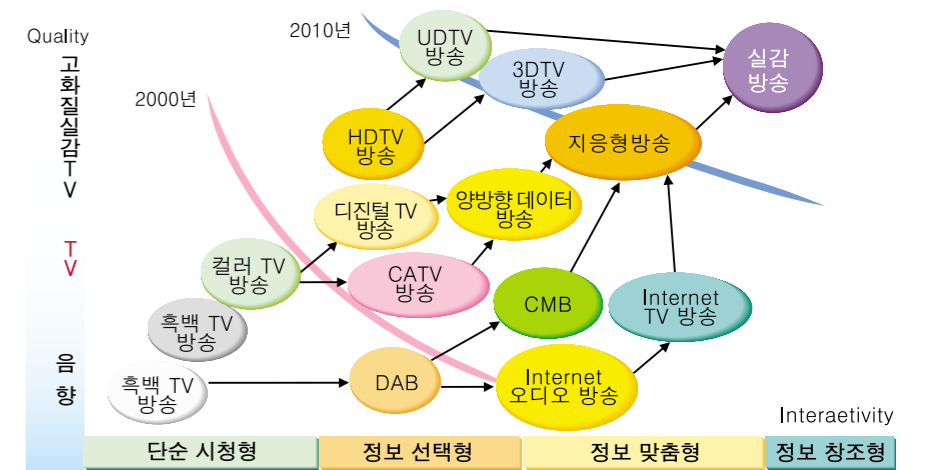 Quality
고화질실감TV
TV
음향
2000년
2010년
UDTV
방송
3DTV
방송
실감
방송
HDTV
방송
지응형방송
디진털 TV
방송
양방향 데이터
방송
컬러 TV
방송
CATV
방송
CMB
Internet
TV 방송
흑백 TV
방송
흑백 TV
방송
DAB
Internet
오디오 방송
Interaetivity
단순 시청형
정보 선택형
정보 맞춤형
정보 창조형